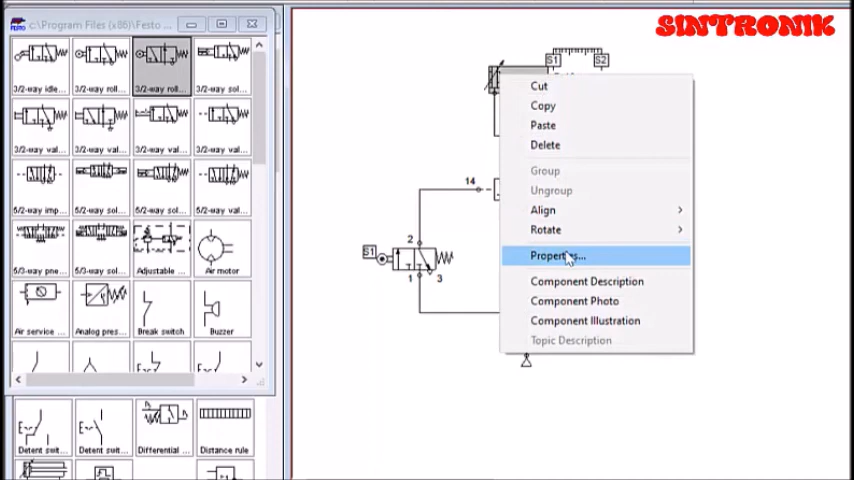 SINTRONIK
c:\Program Files (x86)\Festo ...
FESTO
3/2-way idle...
3/2-way roll...
3/2-way roll...
3/2-way sol...
3/2-way val...
3/2-way val...
3/2-way val...
3/2-way val...
5/2-way imp...
5/2-way sol...
5/2-way sol...
5/2-way val...
5/3-way pne...
5/3-way sol...
Adjustable ...
Air motor
Air service ...
Analog pres...
Break switch
Buzzer
Detent swit...
Detent swit...
Differential ...
Distance rule
S1
S2
14
2
S1
1
3
Cut
Copy
Paste
Delete
Group
Ungroup
Align
Rotate
Properties...
Component Description
Component Photo
Component Illustration
Topic Description